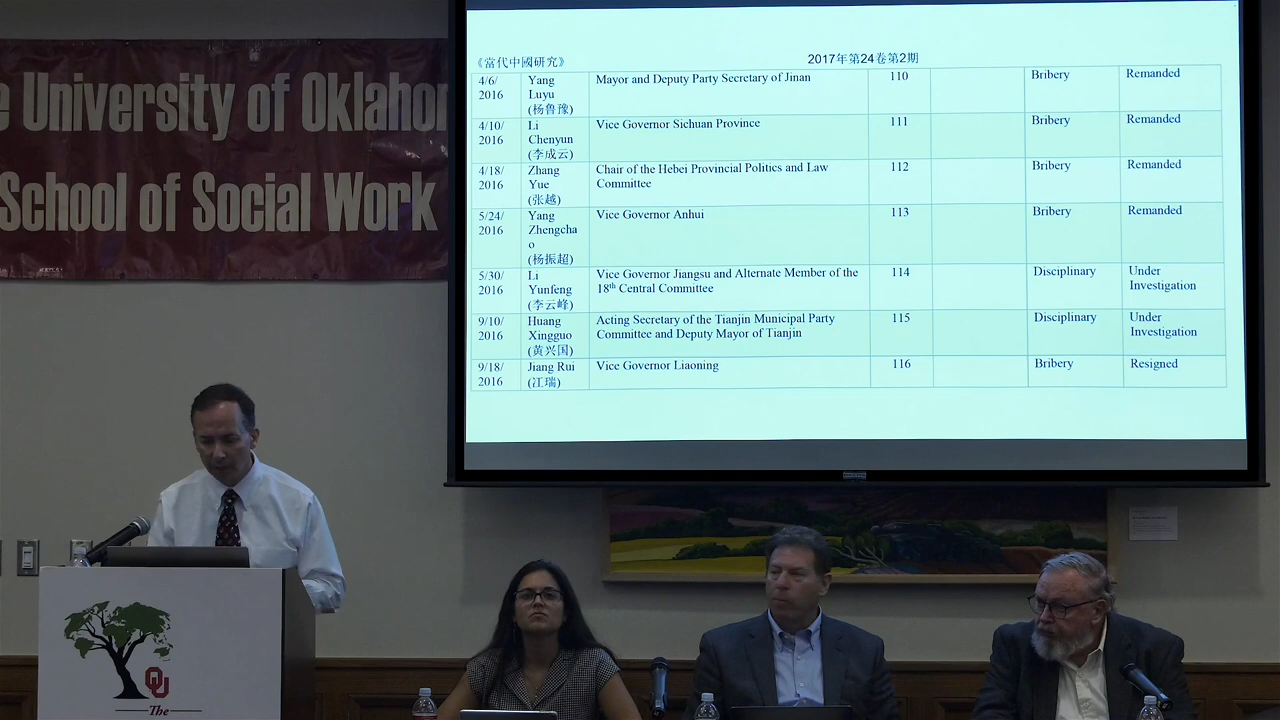 e University of Oklahor
School of Social Work
《當代中國研究》 2017年第24卷第2期
4/6/ Yang Mayor and Deputy Party Secretary of Jinan 110 Bribery Remanded
2016 Luyu
(杨鲁豫)
4/10/ Li Vice Governor Sichuan Province 111 Bribery Remanded
2016 Chenyun
(李成云)
4/18/ Zhang Chair of the Hebei Provincial Politics and Law 112 Bribery Remanded
2016 Yue Committee
(张越)
5/24/ Yang Vice Governor Anhui 113 Bribery Remanded
2016 Zhengcha
o
(杨振超)
5/30/ Li Vice Governor Jiangsu and Alternate Member of the 114 Disciplinary Under
2016 Yunfeng 18th Central Committee Investigation
(李云峰)
9/10/ Huang Acting Secretary of the Tianjin Municipal Party 115 Disciplinary Under
2016 Xingguo Committee and Deputy Mayor of Tianjin Investigation
(黄兴国)
9/18/ Jiang Rui Vice Governor Liaoning 116 Bribery Resigned
2016 (江瑞)
OU
The